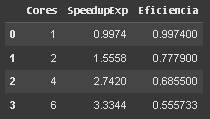 Cores SpeedupExp Eficiencia
0 1 0.9974 0.997400
1 2 1.5558 0.777900
2 4 2.7420 0.685500
3 6 3.3344 0.555733